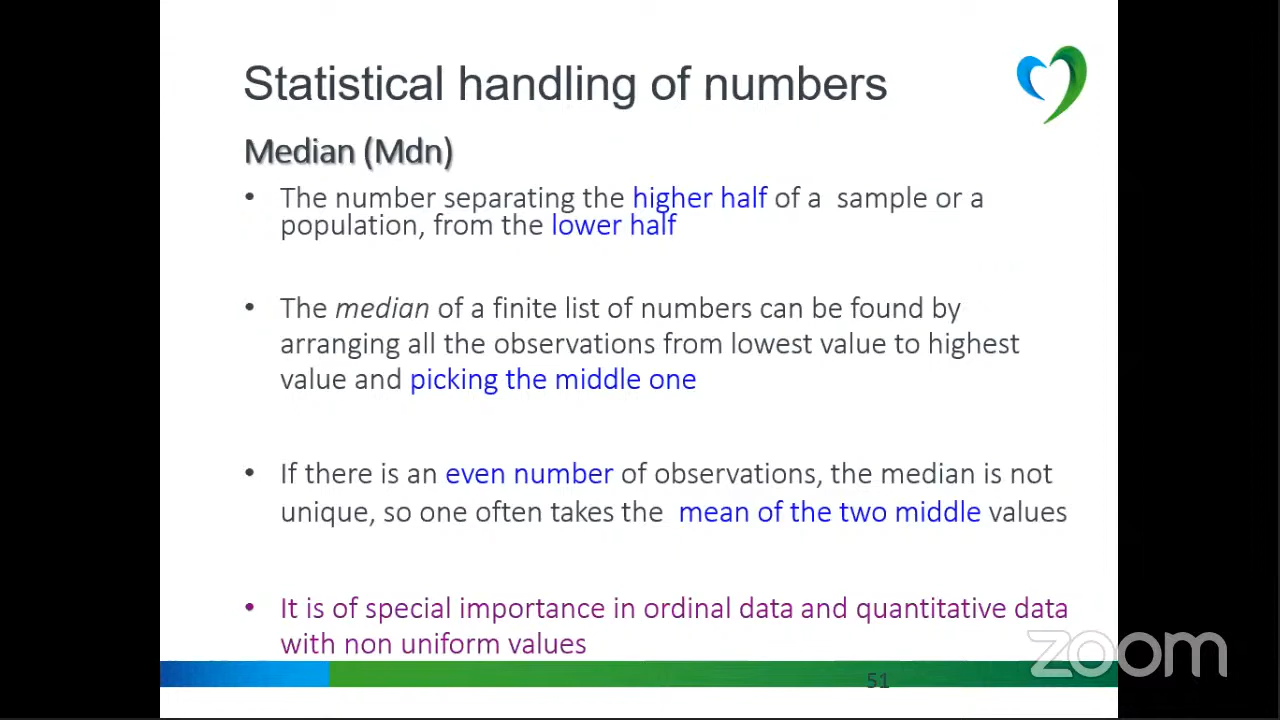 Statistical handling of numbers
Median (Mdn)
• The number separating the higher half of a sample or a
population, from the lower half
• The median of a finite list of numbers can be found by
arranging all the observations from lowest value to highest
value and picking the middle one
• If there is an even number of observations, the median is not
unique, so one often takes the mean of the two middle values
• It is of special importance in ordinal data and quantitative data
with non uniform values
zoom
51